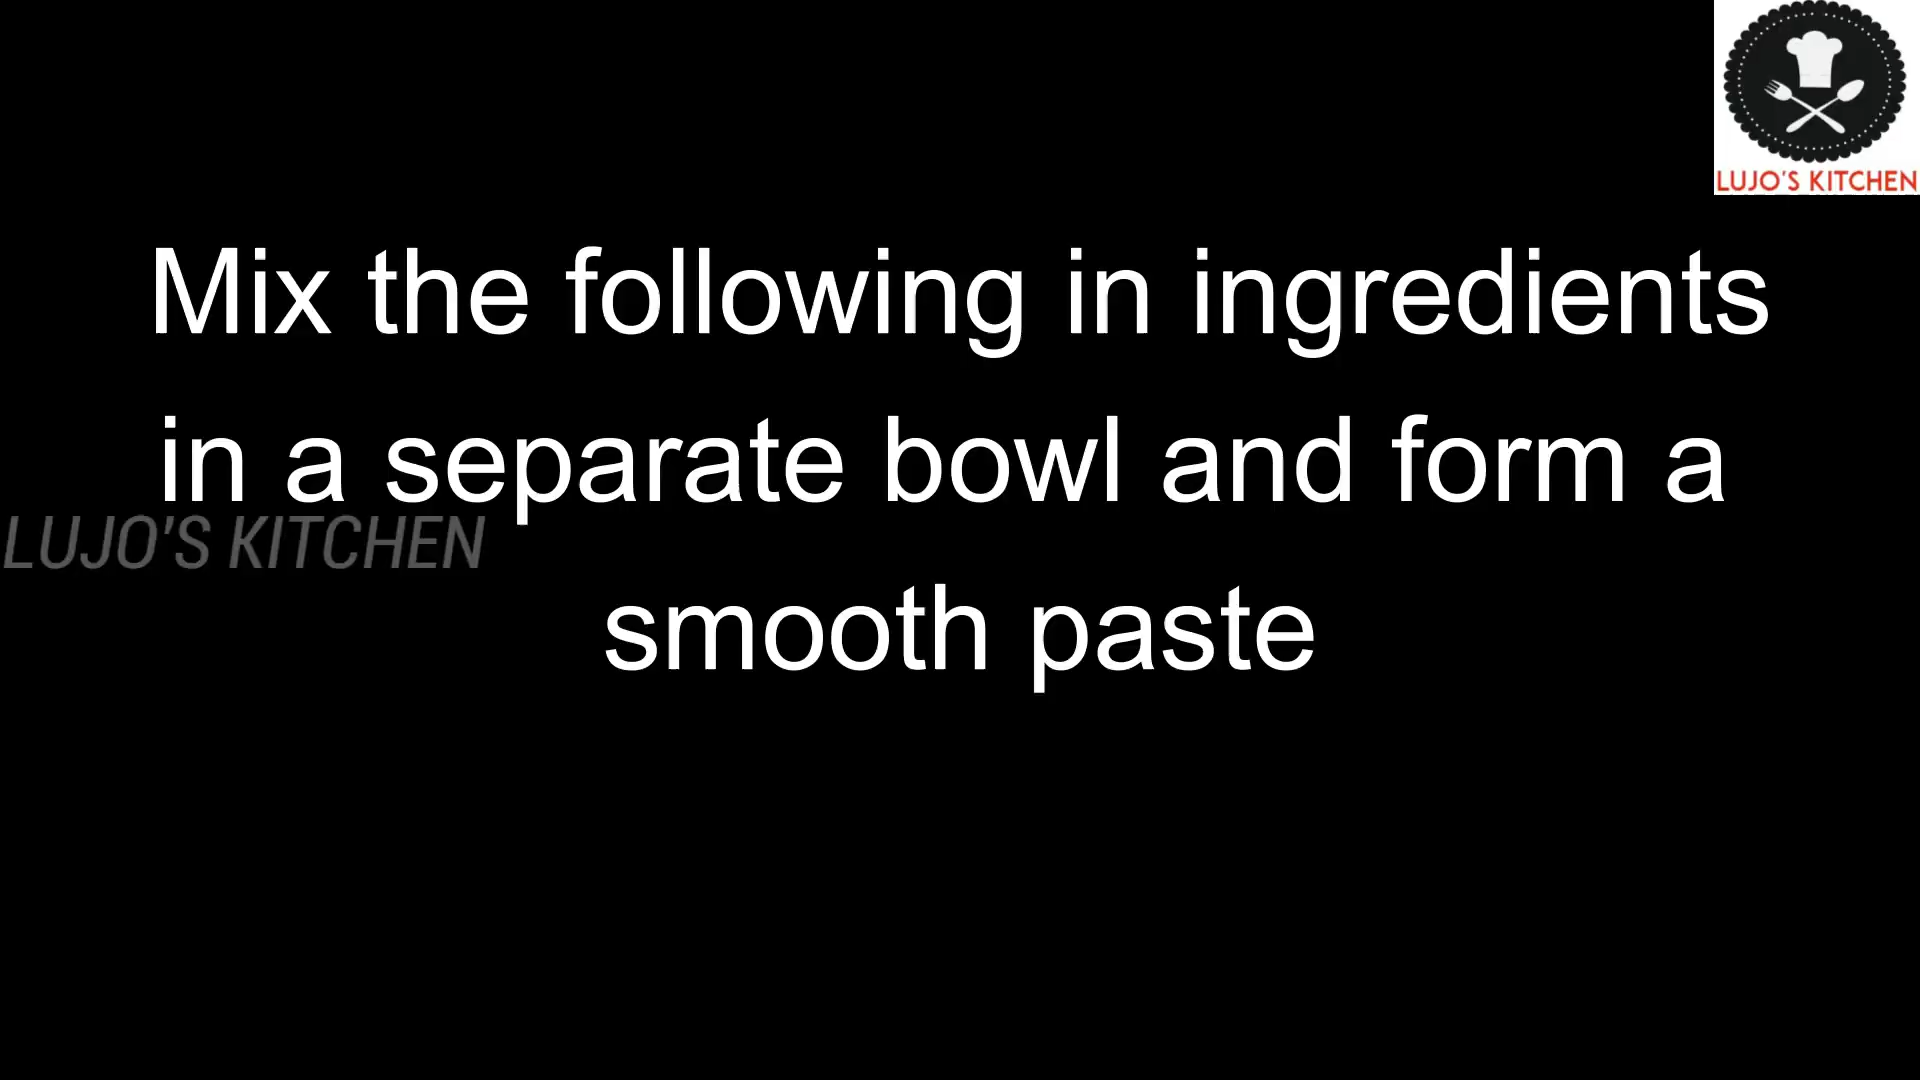 LUJO'S KITCHEN
Mix the following in ingredients
in a separate bowl and form a
LUJO'S KITCHEN
smooth paste